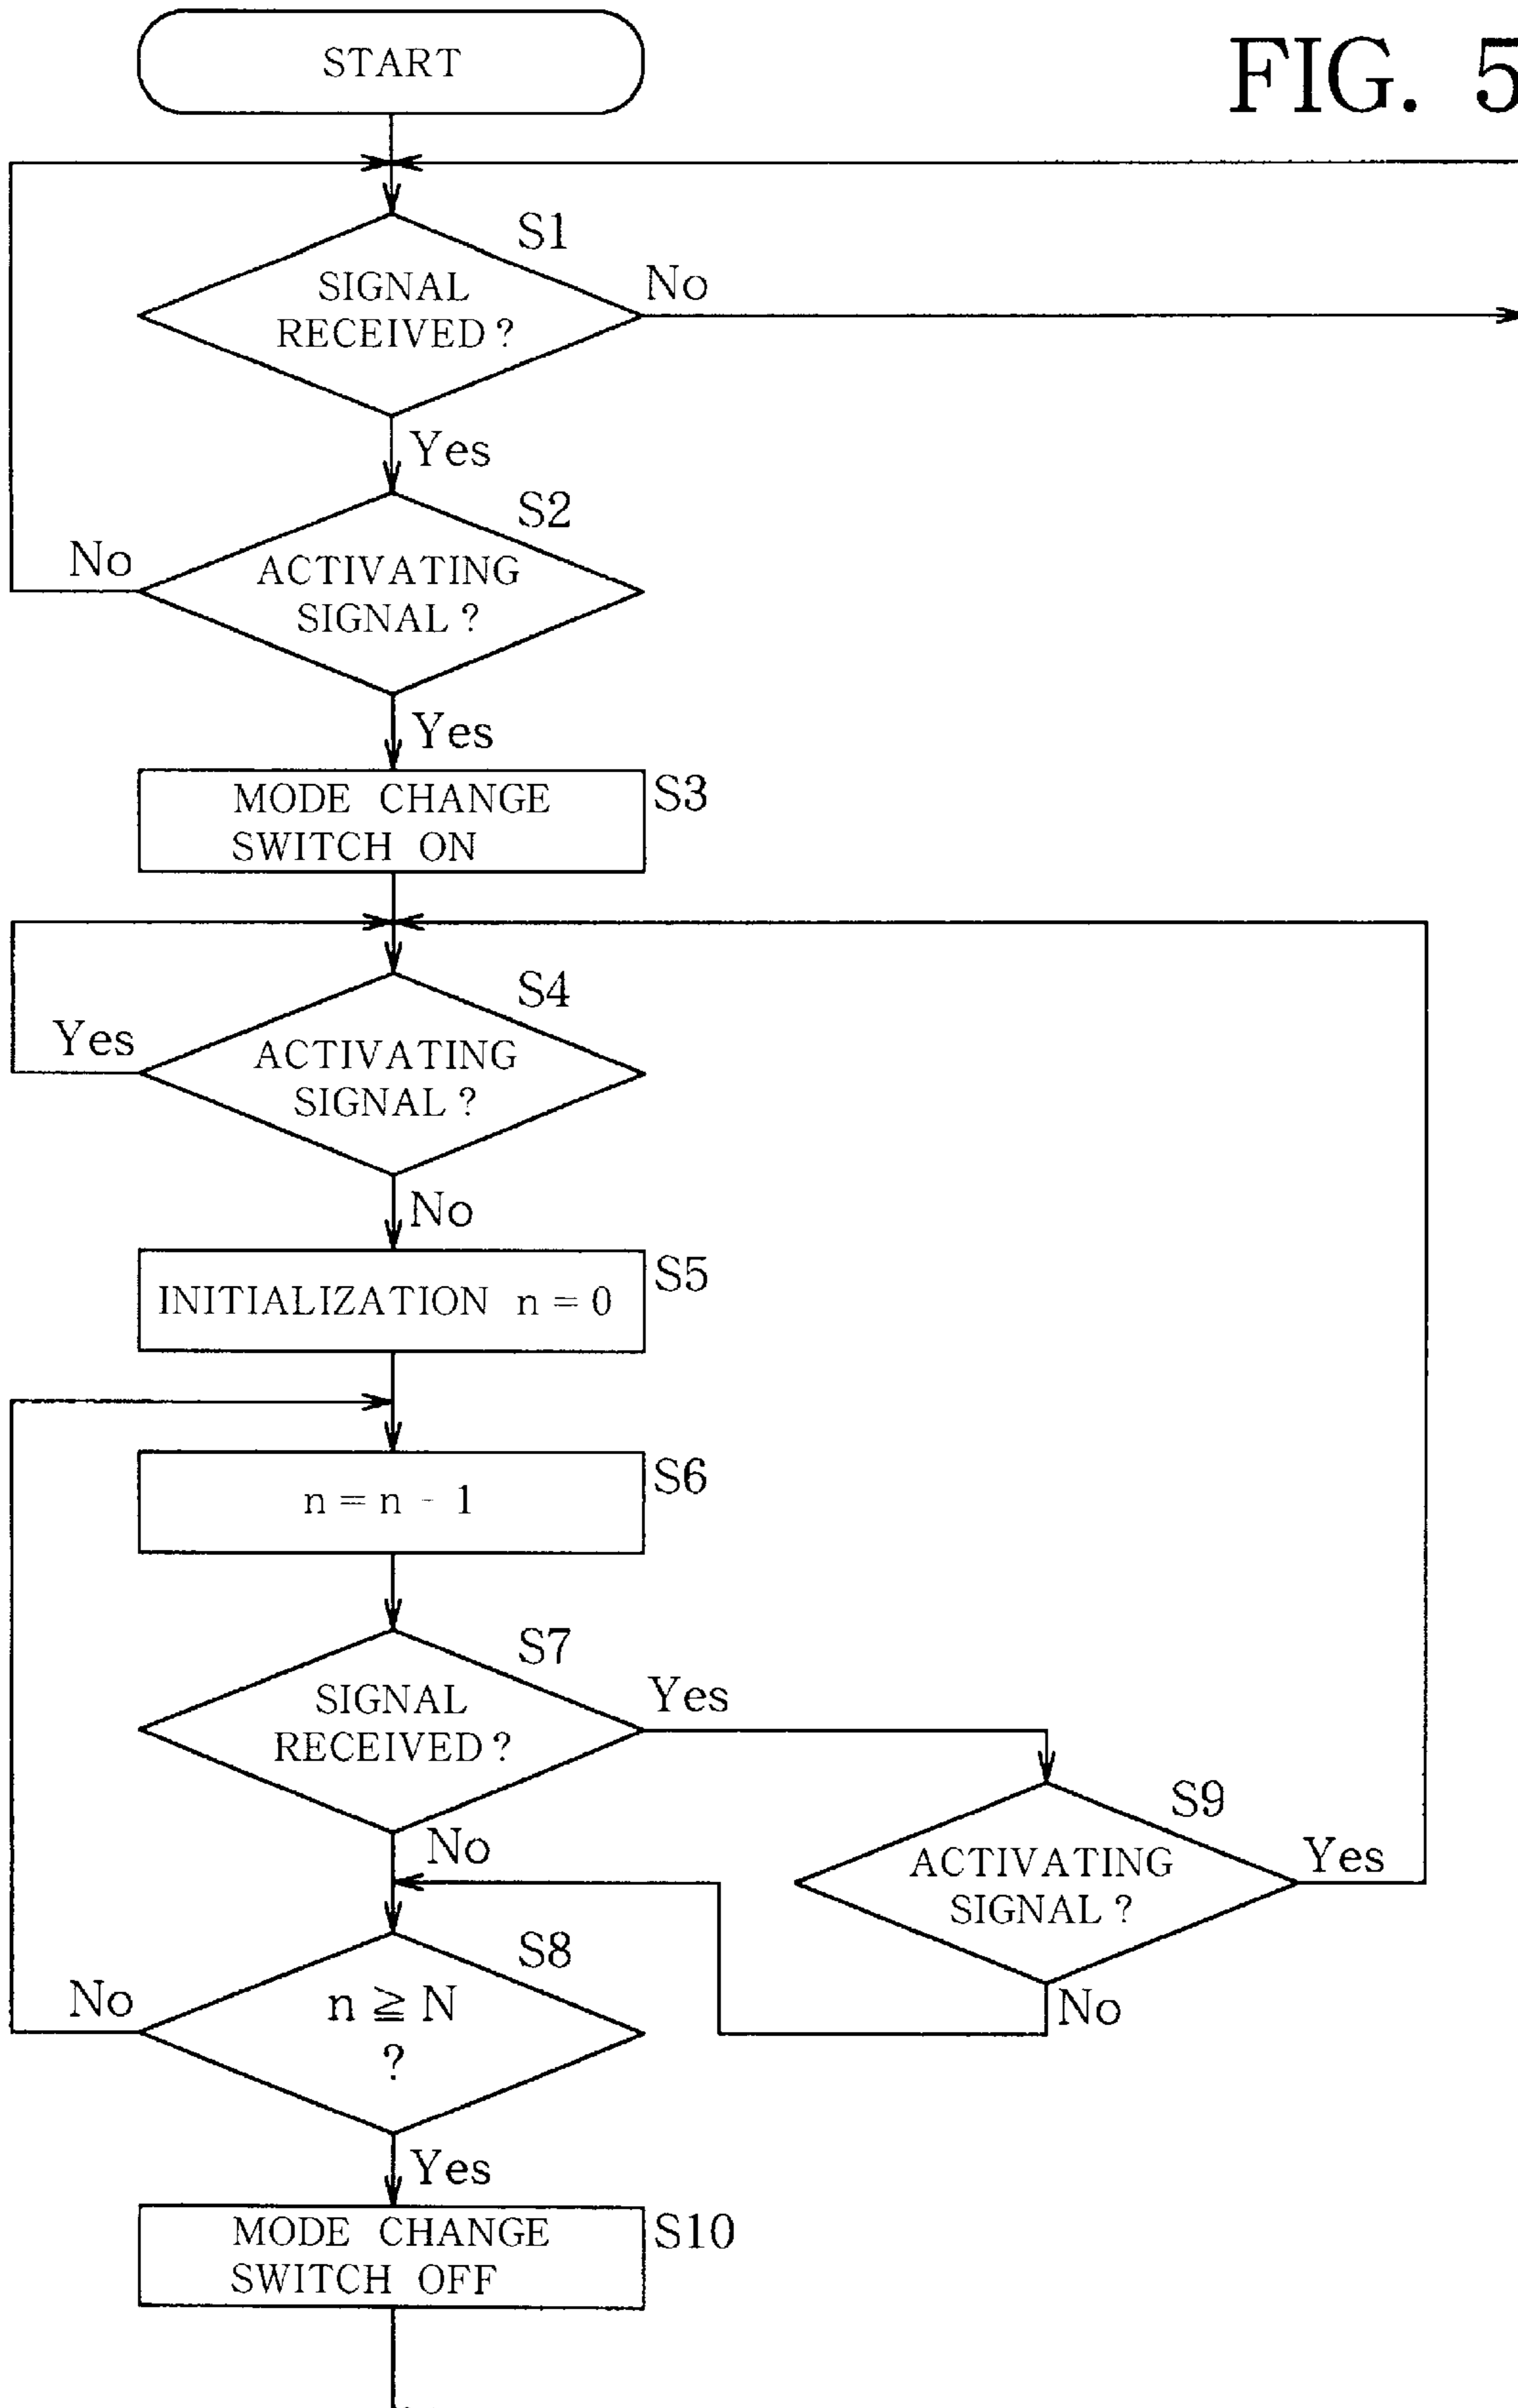 FIG. 5
START
S1
SIGNAL
RECEIVED?
No
Yes
S2
ACTIVATING
SIGNAL?
No
Yes
MODE CHANGE
SWITCH ON
S3
S4
ACTIVATING
SIGNAL?
Yes
No
INITIALIZATION n = 0
S5
n = n - 1
S6
S7
SIGNAL
RECEIVED?
Yes
No
S9
ACTIVATING
SIGNAL?
Yes
No
S8
n ≧ N
?
No
Yes
MODE CHANGE
SWITCH OFF
S10